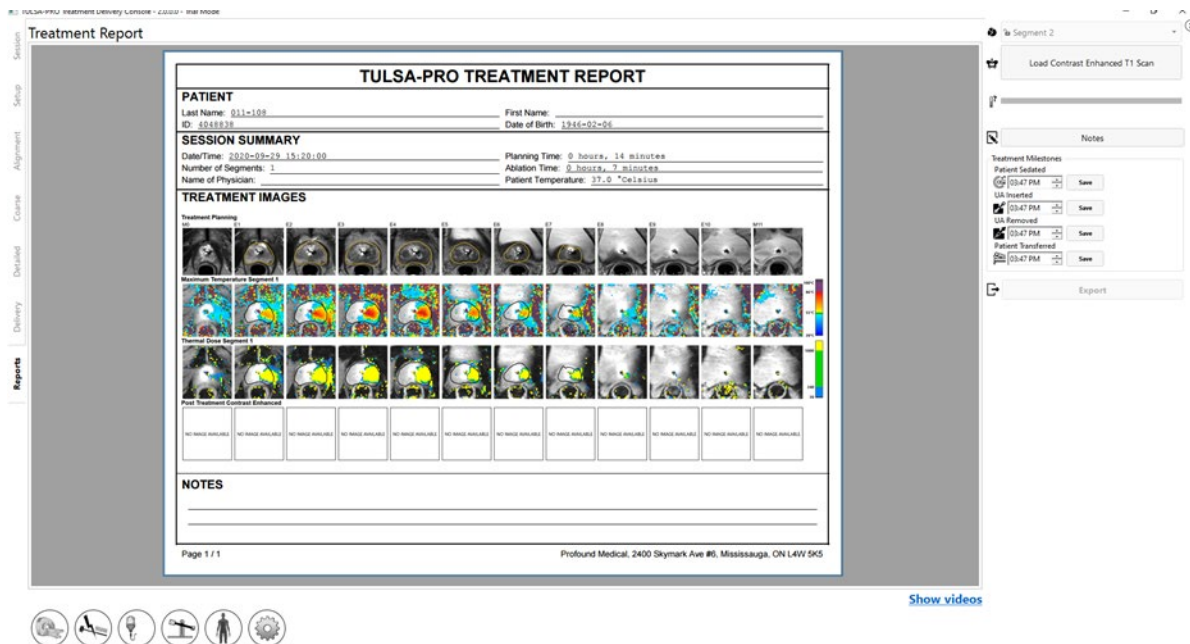 TULSA-PRO Treatment Delivery Console - 2.0.0.0 - Trial Mode
Treatment Report
Session
Setup
Alignment
Coarse
Detailed
Delivery
Reports
TULSA-PRO TREATMENT REPORT
PATIENT
Last Name: 011-108 First Name:
ID: 4048838 Date of Birth: 1946-02-06
SESSION SUMMARY
Date/Time: 2020-09-29 15:20:00 Planning Time: 0 hours, 14 minutes
Number of Segments: 1 Ablation Time: 0 hours, 7 minutes
Name of Physician: Patient Temperature: 37.0 °Celsius
TREATMENT IMAGES
Treatment Planning
M0 E1 E2 E3 E4 E5 E6 E7 E8 E9 E10 M11
Maximum Temperature Segment 1
Thermal Dose Segment 1
Post Treatment Contrast Enhanced
NO IMAGE AVAILABLE NO IMAGE AVAILABLE NO IMAGE AVAILABLE NO IMAGE AVAILABLE NO IMAGE AVAILABLE NO IMAGE AVAILABLE NO IMAGE AVAILABLE NO IMAGE AVAILABLE NO IMAGE AVAILABLE NO IMAGE AVAILABLE NO IMAGE AVAILABLE NO IMAGE AVAILABLE
NOTES
Page 1 / 1 Profound Medical, 2400 Skymark Ave #6, Mississauga, ON L4W 5K5
Show videos
Segment 2
Load Contrast Enhanced T1 Scan
Notes
Treatment Milestones
Patient Sedated
03:47 PM Save
UA Inserted
03:47 PM Save
UA Removed
03:47 PM Save
Patient Transferred
03:47 PM Save
Export